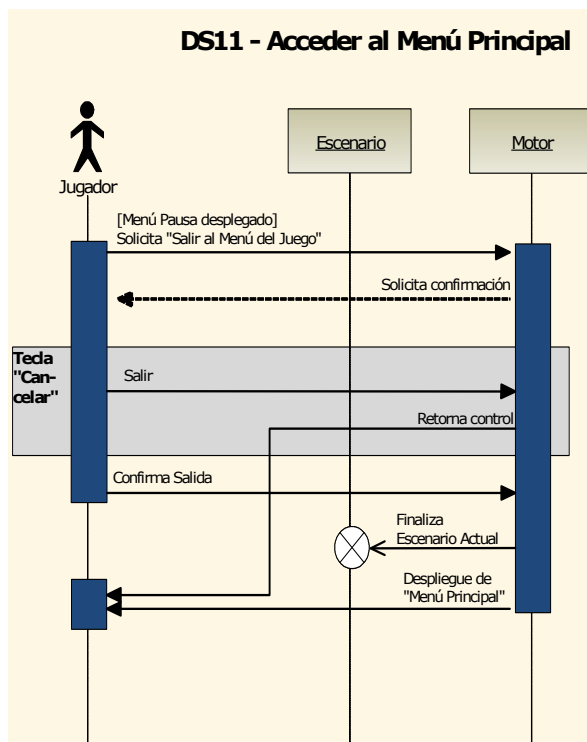 DS11 - Acceder al Menú Principal
Escenario
Motor
Jugador
[Menú Pausa desplegado]
Solicita "Salir al Menú del Juego"
Solicita confirmación
Tecla
"Can-
celar"
Salir
Retorna control
Confirma Salida
Finaliza
Escenario Actual
Despliegue de
"Menú Principal"